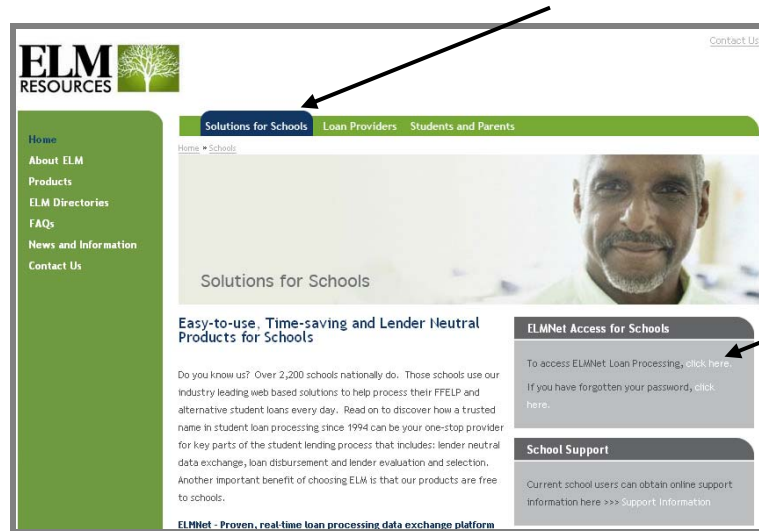 Contact Us
ELM
RESOURCES
Solutions for Schools Loan Providers Students and Parents
Home » Schools
Home
About ELM
Products
ELM Directories
FAQs
News and Information
Contact Us
Solutions for Schools
Easy-to-use, Time-saving and Lender Neutral
Products for Schools
Do you know us? Over 2,200 schools nationally do. Those schools use our
industry leading web based solutions to help process their FFELP and
alternative student loans every day. Read on to discover how a trusted
name in student loan processing since 1994 can be your one-stop provider
for key parts of the student lending process that includes: lender neutral
data exchange, loan disbursement and lender evaluation and selection.
Another important benefit of choosing ELM is that our products are free
to schools.
ELMNet - Proven, real-time loan processing data exchange platform
ELMNet Access for Schools
To access ELMNet Loan Processing, click here.
If you have forgotten your password, click
here.
School Support
Current school users can obtain online support
information here >>> Support Information